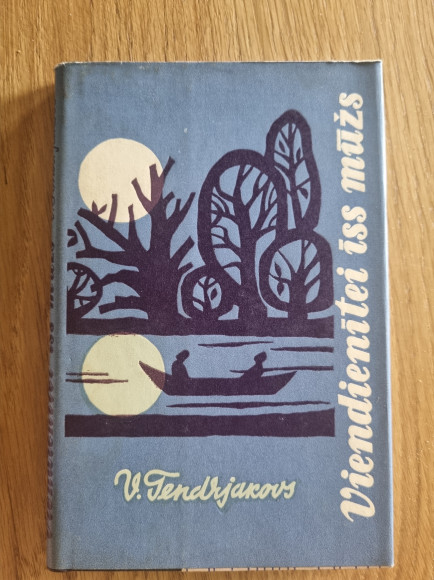 Viendienītei īss mūžs
V. Tendrjakovs